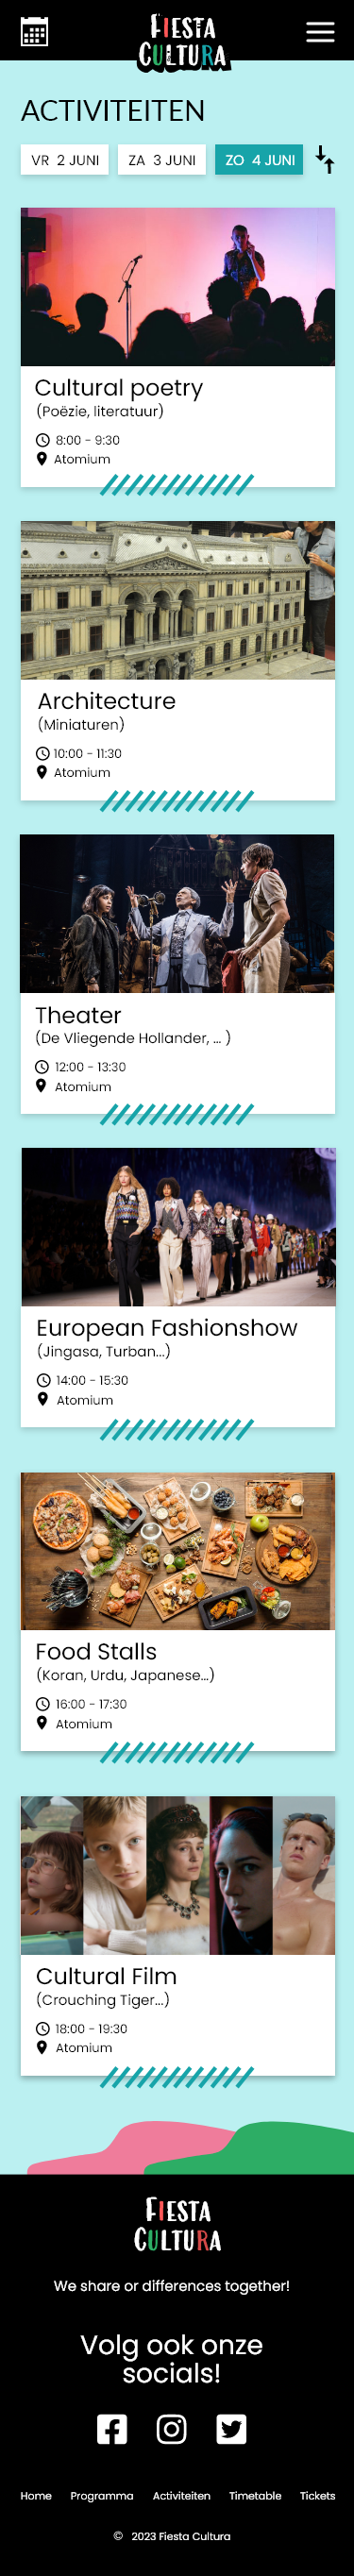 FIESTA
CULTURA
ACTIVITEITEN
VR 2 JUNI
ZA 3 JUNI
ZO 4 JUNI
Cultural poetry
(Poëzie, literatuur)
8:00 - 9:30
Atomium
Architecture
(Miniaturen)
10:00 - 11:30
Atomium
Theater
(De Vliegende Hollander, ... )
12:00 - 13:30
Atomium
European Fashionshow
(Jingasa, Turban...)
14:00 - 15:30
Atomium
Food Stalls
(Koran, Urdu, Japanese...)
16:00 - 17:30
Atomium
Cultural Film
(Crouching Tiger...)
18:00 - 19:30
Atomium
FIESTA
CULTURA
We share or differences together!
Volg ook onze
socials!
Home Programma Activiteiten Timetable Tickets
© 2023 Fiesta Cultura